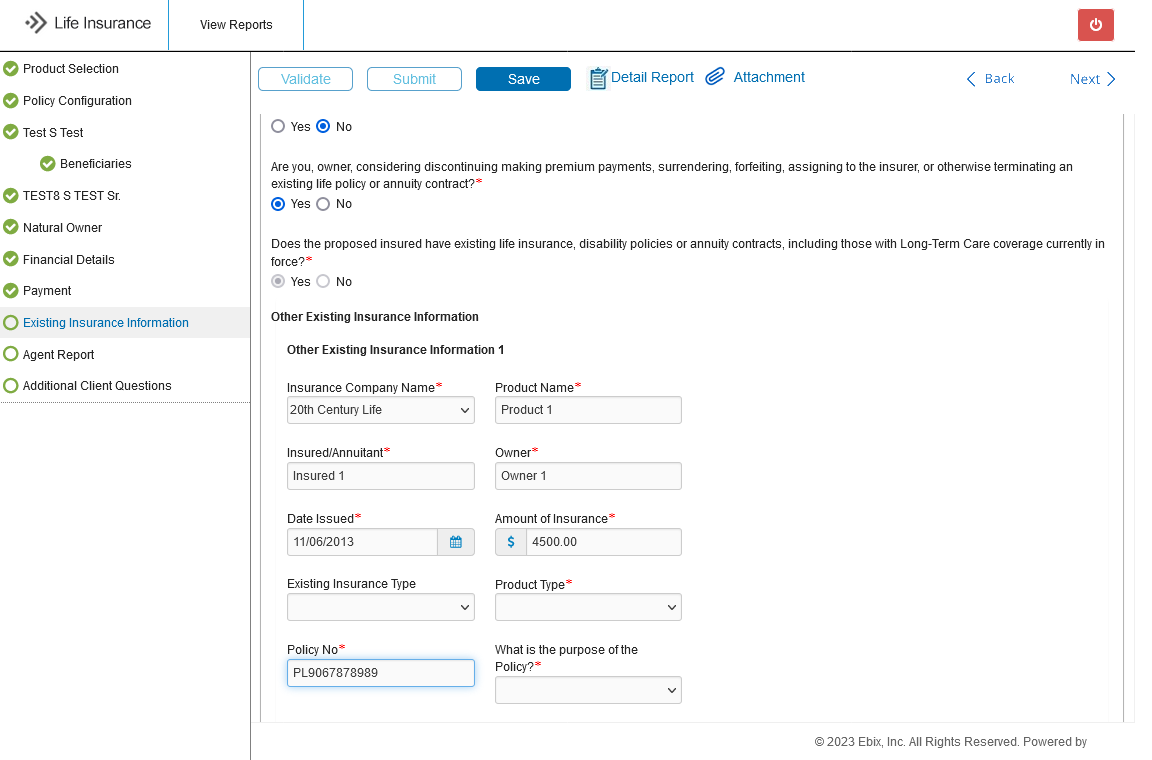 Life Insurance
View Reports
Product Selection
Policy Configuration
Test S Test
Beneficiaries
TEST8 S TEST Sr.
Natural Owner
Financial Details
Payment
Existing Insurance Information
Agent Report
Additional Client Questions
Validate
Submit
Save
Detail Report
Attachment
Back
Next
Yes No
Are you, owner, considering discontinuing making premium payments, surrendering, forfeiting, assigning to the insurer, or otherwise terminating an
existing life policy or annuity contract?*
Yes No
Does the proposed insured have existing life insurance, disability policies or annuity contracts, including those with Long-Term Care coverage currently in
force?*
Yes No
Other Existing Insurance Information
Other Existing Insurance Information 1
Insurance Company Name* Product Name*
20th Century Life Product 1
Insured/Annuitant* Owner*
Insured 1 Owner 1
Date Issued* Amount of Insurance*
11/06/2013 $ 4500.00
Existing Insurance Type Product Type*
Policy No* What is the purpose of the
Policy?*
PL9067878989
© 2023 Ebix, Inc. All Rights Reserved. Powered by